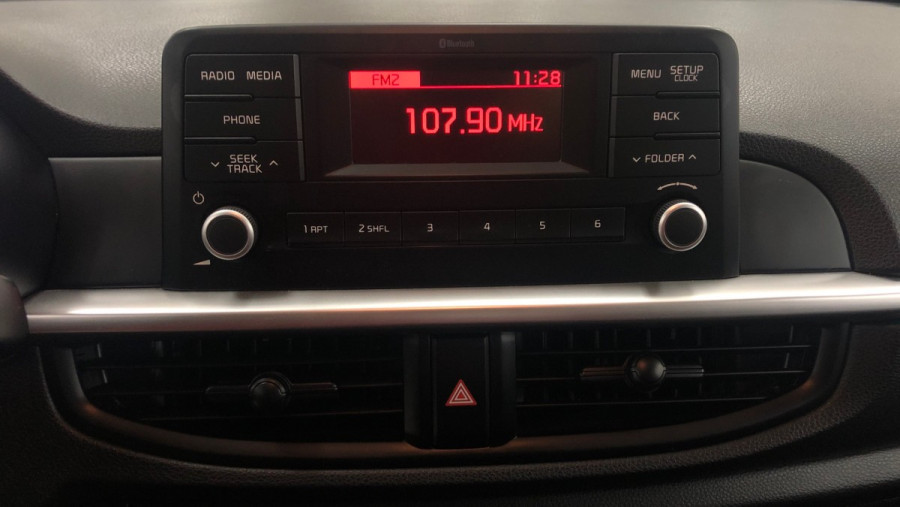 Bluetooth
RADIO MEDIA
FM2 11:28
MENU SETUP
CLOCK
PHONE
107.90 MHz
BACK
SEEK
TRACK
FOLDER
1 RPT 2 SHFL 3 4 5 6